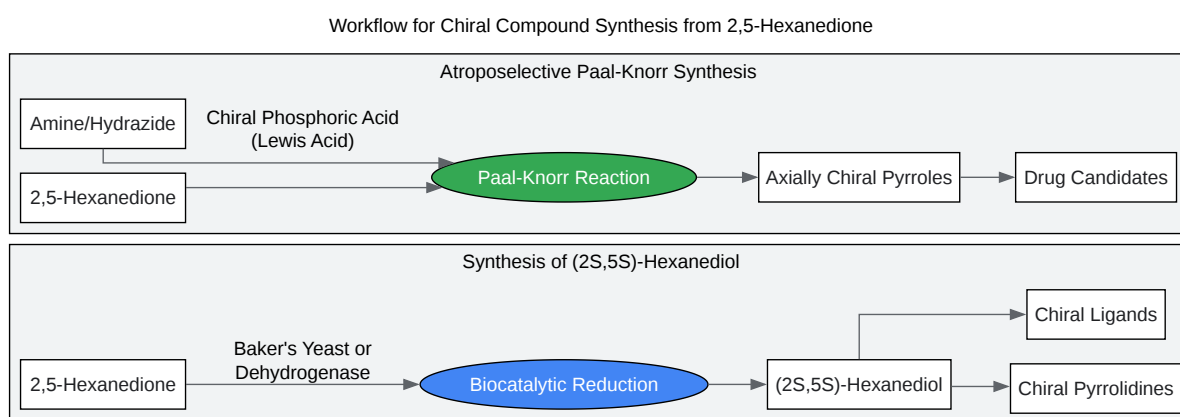 Workflow for Chiral Compound Synthesis from 2,5-Hexanedione
Atroposelective Paal-Knorr Synthesis
Amine/Hydrazide
Chiral Phosphoric Acid
(Lewis Acid)
2,5-Hexanedione
Paal-Knorr Reaction
Axially Chiral Pyrroles
Drug Candidates
Synthesis of (2S,5S)-Hexanediol
2,5-Hexanedione
Baker's Yeast or
Dehydrogenase
Biocatalytic Reduction
(2S,5S)-Hexanediol
Chiral Ligands
Chiral Pyrrolidines